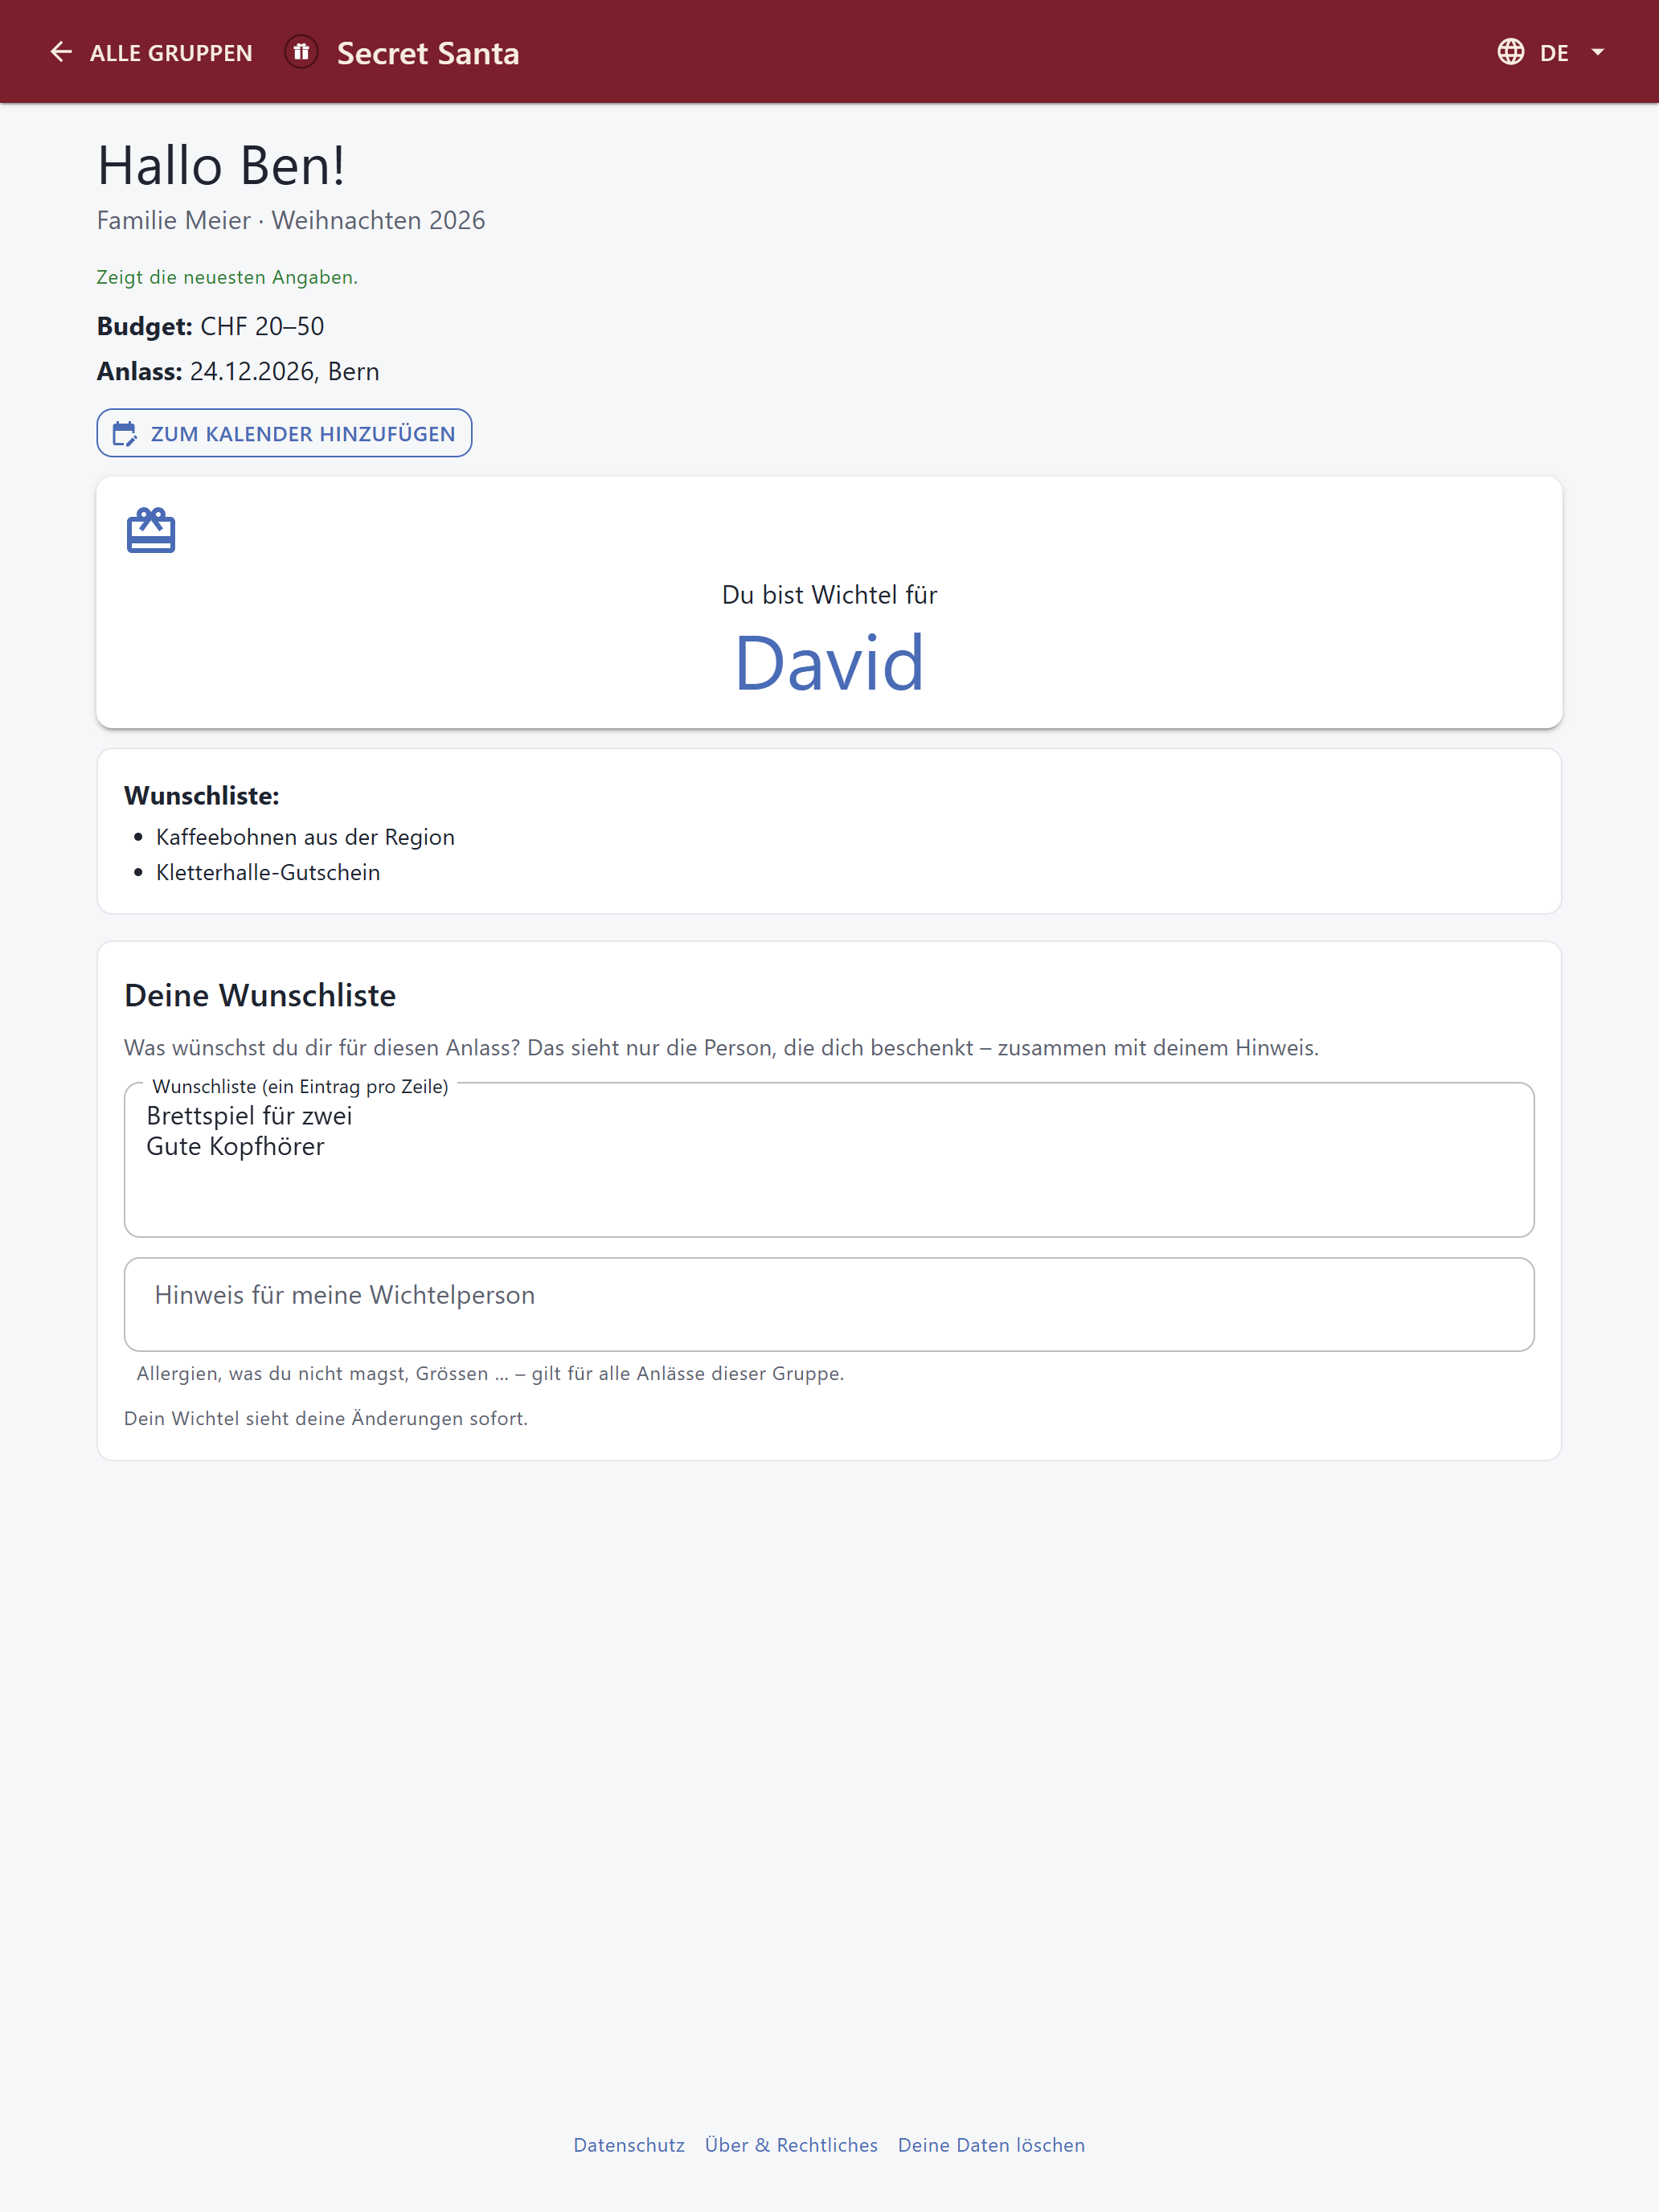 ALLE GRUPPEN
Secret Santa
DE
Hallo Ben!
Familie Meier · Weihnachten 2026
Zeigt die neuesten Angaben.
Budget: CHF 20–50
Anlass: 24.12.2026, Bern
ZUM KALENDER HINZUFÜGEN
Du bist Wichtel für
David
Wunschliste:
• Kaffeebohnen aus der Region
• Kletterhalle-Gutschein
Deine Wunschliste
Was wünschst du dir für diesen Anlass? Das sieht nur die Person, die dich beschenkt – zusammen mit deinem Hinweis.
Wunschliste (ein Eintrag pro Zeile)
Brettspiel für zwei
Gute Kopfhörer
Hinweis für meine Wichtelperson
Allergien, was du nicht magst, Grössen … – gilt für alle Anlässe dieser Gruppe.
Dein Wichtel sieht deine Änderungen sofort.
Datenschutz
Über & Rechtliches
Deine Daten löschen